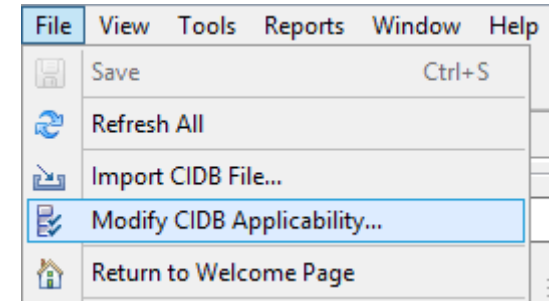 File View Tools Reports Window Help
Save Ctrl+S
Refresh All
Import CIDB File...
Modify CIDB Applicability...
Return to Welcome Page